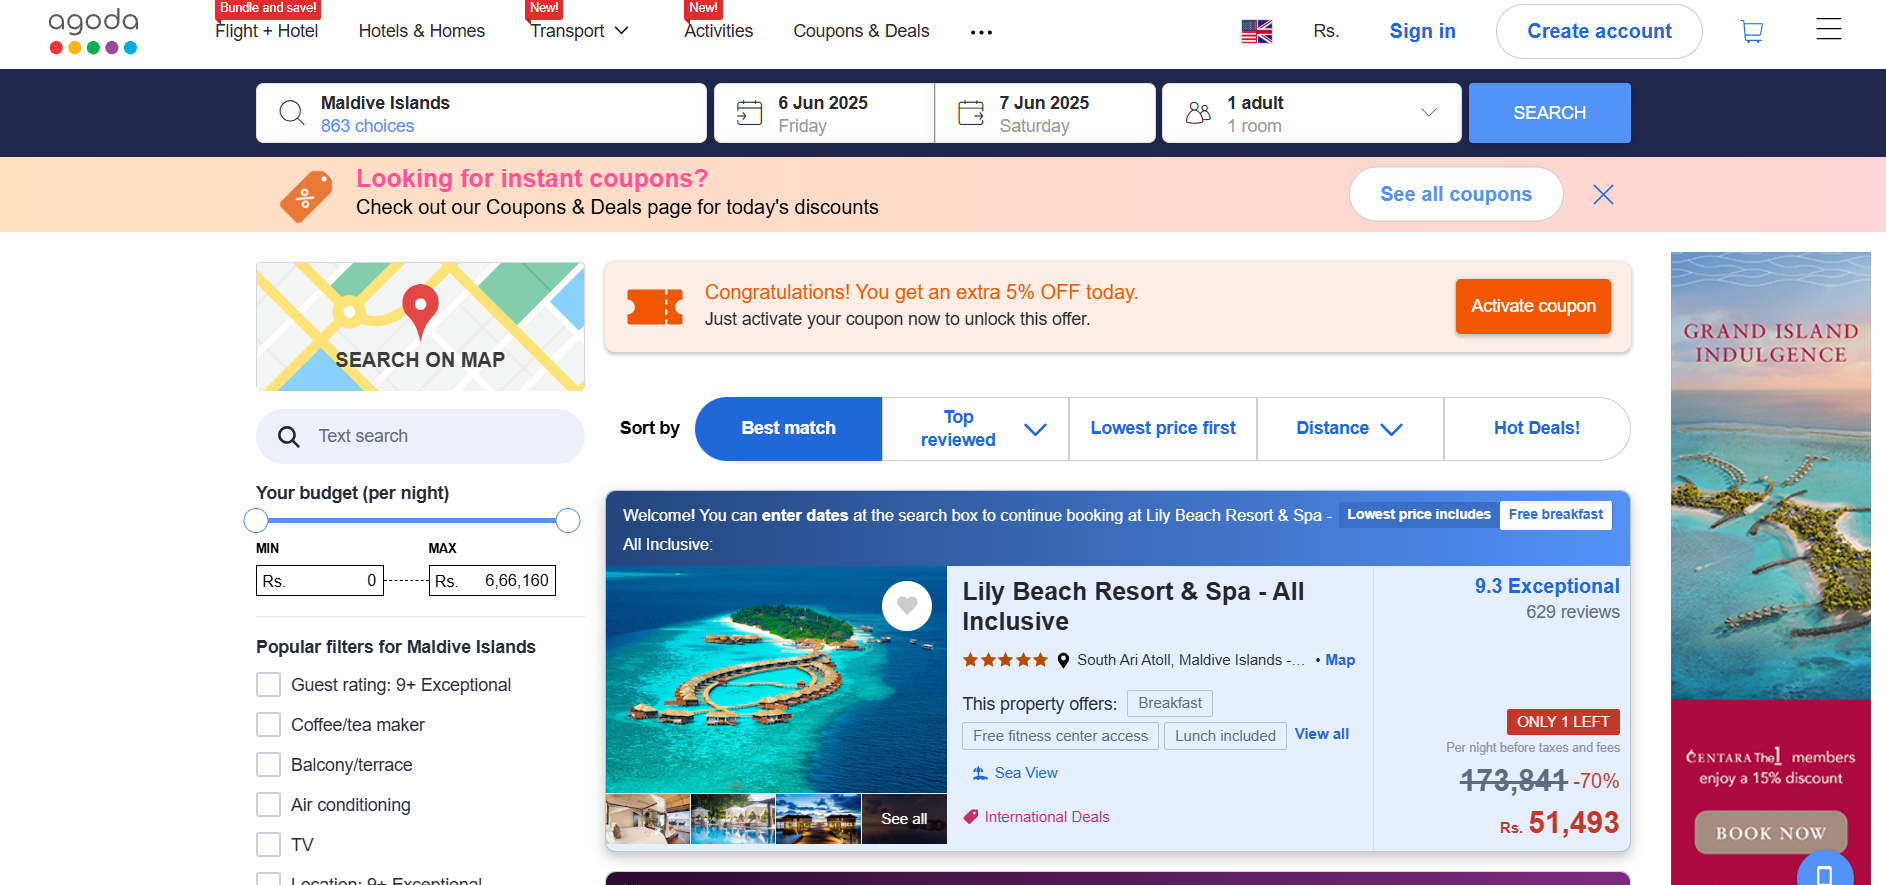 agoda
Bundle and save!
Flight + Hotel
Hotels & Homes
New!
Transport
New!
Activities
Coupons & Deals
Rs.
Sign in
Create account
Maldive Islands
863 choices
6 Jun 2025
Friday
7 Jun 2025
Saturday
1 adult
1 room
SEARCH
Looking for instant coupons?
Check out our Coupons & Deals page for today's discounts
See all coupons
SEARCH ON MAP
Text search
Your budget (per night)
MIN
MAX
Rs. 0
Rs. 6,66,160
Popular filters for Maldive Islands
Guest rating: 9+ Exceptional
Coffee/tea maker
Balcony/terrace
Air conditioning
TV
Location: 9+ Exceptional
Congratulations! You get an extra 5% OFF today.
Just activate your coupon now to unlock this offer.
Activate coupon
Sort by
Best match
Top
reviewed
Lowest price first
Distance
Hot Deals!
Welcome! You can enter dates at the search box to continue booking at Lily Beach Resort & Spa -
All Inclusive:
Lowest price includes
Free breakfast
See all
Lily Beach Resort & Spa - All
Inclusive
South Ari Atoll, Maldive Islands -... • Map
This property offers: Breakfast
Free fitness center access
Lunch included
View all
Sea View
International Deals
9.3 Exceptional
629 reviews
ONLY 1 LEFT
Per night before taxes and fees
173,841 -70%
Rs. 51,493
GRAND ISLAND
INDULGENCE
CENTARA The1 members
enjoy a 15% discount
BOOK NOW